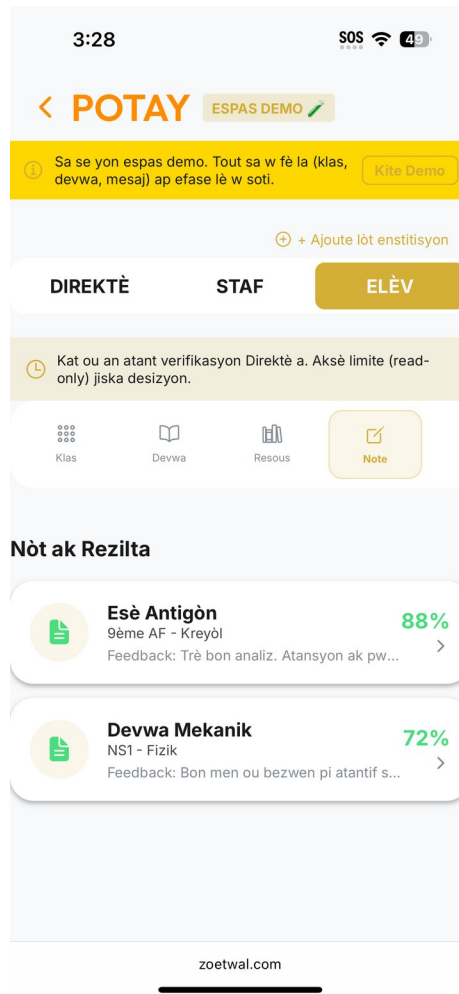 3:28
SOS
49
POTAY
ESPAS DEMO
Sa se yon espas demo. Tout sa w fè la (klas,
devwa, mesaj) ap efase lè w soti.
Kite Demo
+ Ajoute lòt enstitisyon
DIREKTÈ
STAF
ELÈV
Kat ou an atant verifikasyon Direktè a. Aksè limite (read-
only) jiska desizyon.
Klas
Devwa
Resous
Note
Nòt ak Rezilta
Esè Antigòn
9ème AF - Kreyòl
Feedback: Trè bon analiz. Atansyon ak pw...
88%
Devwa Mekanik
NS1 - Fizik
Feedback: Bon men ou bezwen pi atantif s...
72%
zoetwal.com